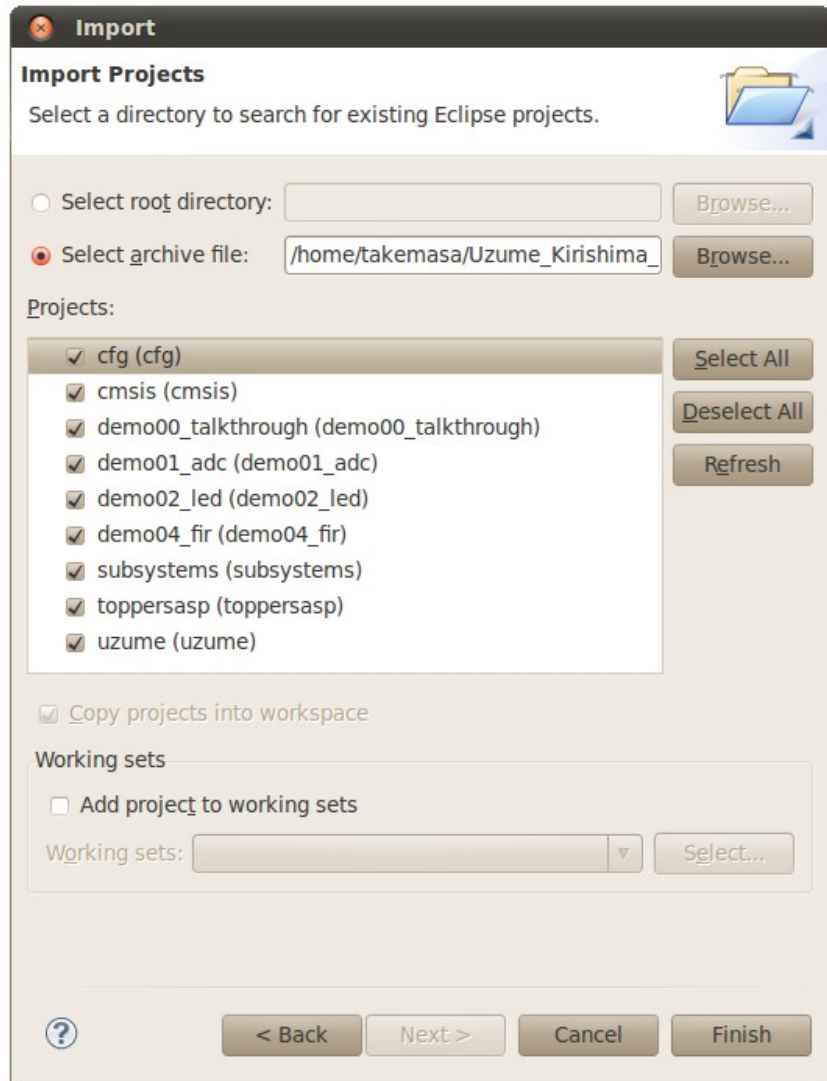 Import
Import Projects
Select a directory to search for existing Eclipse projects.
Select root directory:
Browse...
Select archive file:
/home/takemasa/Uzume_Kirishima_
Browse...
Projects:
cfg (cfg)
cmsis (cmsis)
demo00_talkthrough (demo00_talkthrough)
demo01_adc (demo01_adc)
demo02_led (demo02_led)
demo04_fir (demo04_fir)
subsystems (subsystems)
toppersasp (toppersasp)
uzume (uzume)
Select All
Deselect All
Refresh
Copy projects into workspace
Working sets
Add project to working sets
Working sets:
Select...
?
< Back
Next >
Cancel
Finish